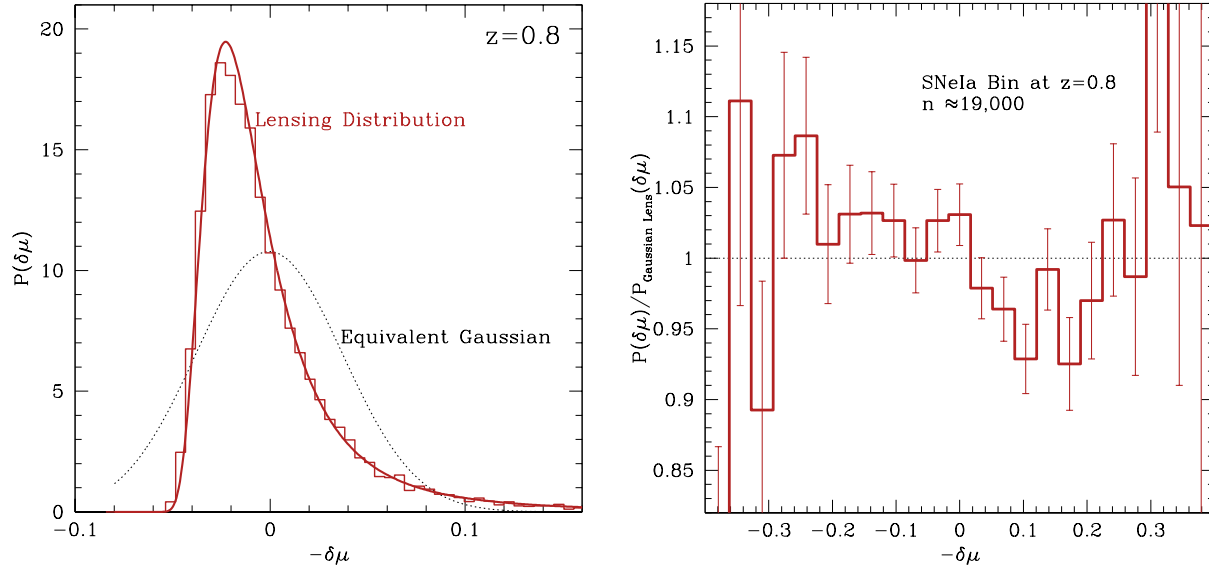 z=0.8
Lensing Distribution
Equivalent Gaussian
P(δμ)
20
15
10
5
0
−0.1
0
0.1
−δμ
SNeIa Bin at z=0.8
n ≈19,000
P(δμ)/P_Gaussian Lens(δμ)
1.15
1.1
1.05
1
0.95
0.9
0.85
−0.3
−0.2
−0.1
0
0.1
0.2
0.3
−δμ